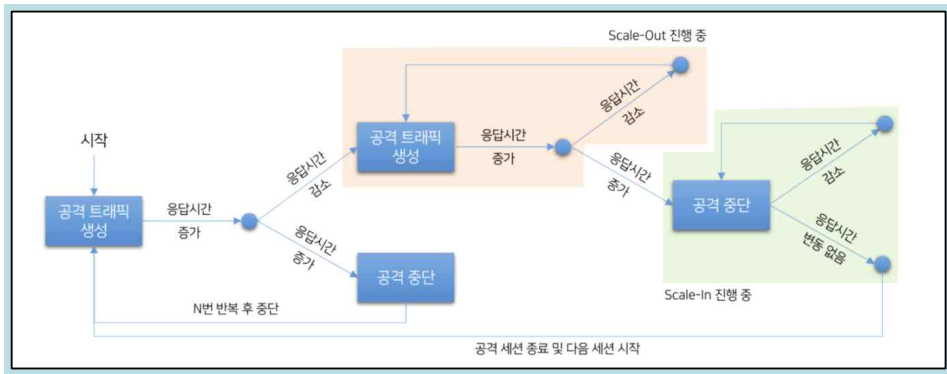 Scale-Out 진행 중
시작
공격 트래픽
생성
응답시간
증가
응답시간
감소
공격 트래픽
생성
응답시간
증가
응답시간
감소
응답시간
증가
공격 중단
응답시간
감소
응답시간
변동 없음
Scale-In 진행 중
응답시간
증가
공격 중단
N번 반복 후 중단
공격 세션 종료 및 다음 세션 시작